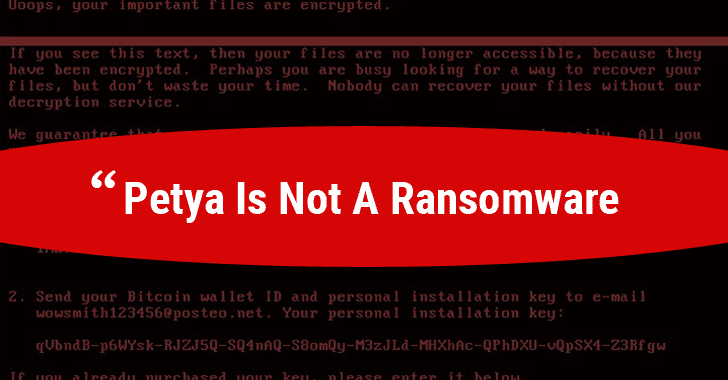 Ooops, your important files are encrypted.
If you see this text, then your files are no longer accessible, because they
have been encrypted. Perhaps you are busy looking for a way to recover your
files, but don't waste your time. Nobody can recover your files without our
decryption service.
We guarantee that All you
“ Petya Is Not A Ransomware
2. Send your Bitcoin wallet ID and personal installation key to e-mail
wowsmith123456@posteo.net. Your personal installation key:
qVbndB-p6WYsk-RJZJ5Q-SQ4nAQ-S8omQy-M3zJLd-MHXhAc-QPhDXU-vQpSX4-Z3Rfgw
If you already purchased your key, please enter it below.